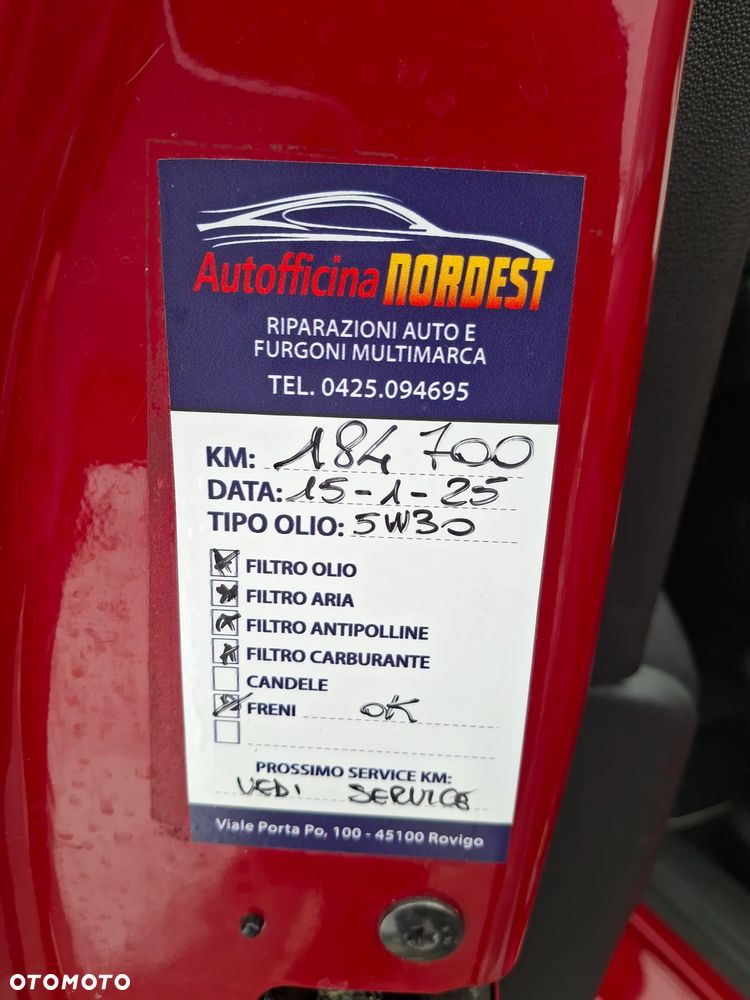 Autofficina NORDEST
RIPARAZIONI AUTO E
FURGONI MULTIMARCA
TEL. 0425.094695
KM: 184700
DATA: 15-1-25
TIPO OLIO: 5W30
FILTRO OLIO
FILTRO ARIA
FILTRO ANTIPOLLINE
FILTRO CARBURANTE
CANDELE
FRENI OK
PROSSIMO SERVICE KM:
VEDI SERVICE
Viale Porta Po, 100 - 45100 Rovigo
OTOMOTO